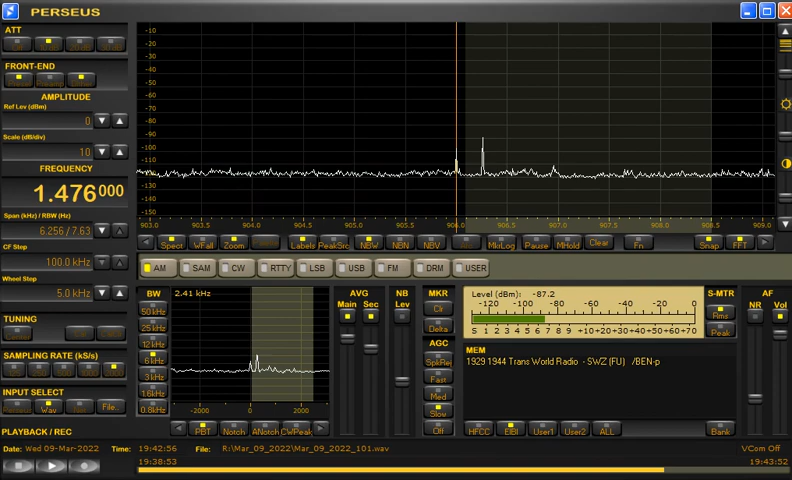 PERSEUS
ATT
FRONT-END
AMPLITUDE
Ref Lev (dBm)
0
Scale (dB/div)
10
FREQUENCY
1.476000
Span (kHz) / RBW (Hz)
6.256 / 7.63
CF Step
100.0 kHz
Wheel Step
5.0 kHz
TUNING
SAMPLING RATE (kS/s)
INPUT SELECT
Wav
File..
PLAYBACK / REC
-10
-20
-30
-40
-50
-60
-70
-80
-90
-100
-110
-120
-130
-140
-150
903.0 903.5 904.0 904.5 905.0 905.5 906.0 906.5 907.0 907.5 908.0 908.5 909.0
Spect WFall Zoom Labels PeakSrc NBW NBN NBV MkLog Pause MHold Clear Fn Snap FFT
AM SAM CW RTTY LSB USB FM DRM USER
BW
50 kHz
25 kHz
12 kHz
6 kHz
3 kHz
1.6kHz
0.8kHz
2.41 kHz
-2000 0 2000
PBT Notch ANotch CWPeak
AVG
Main Sec
NB
Lev
MKR
Clr
Delta
AGC
SpkRej
Fast
Med
Slow
Off
Level (dBm): -87.2
-120 -100 -80 -60 -40 -20 0
S 1 2 3 4 5 6 7 8 9 +10 +20 +30 +40 +50 +60 +70
S-MTR
Rms
Peak
AF
NR Vol
MEM
1929 1944 Trans World Radio - SWZ (FU) /BEN-p
HFCC EIBI User1 User2 ALL Bank
Date: Wed 09-Mar-2022 Time: 19:42:56 File: R:\Mar_09_2022\Mar_09_2022_101.wav VCom Off
19:38:53 19:43:52